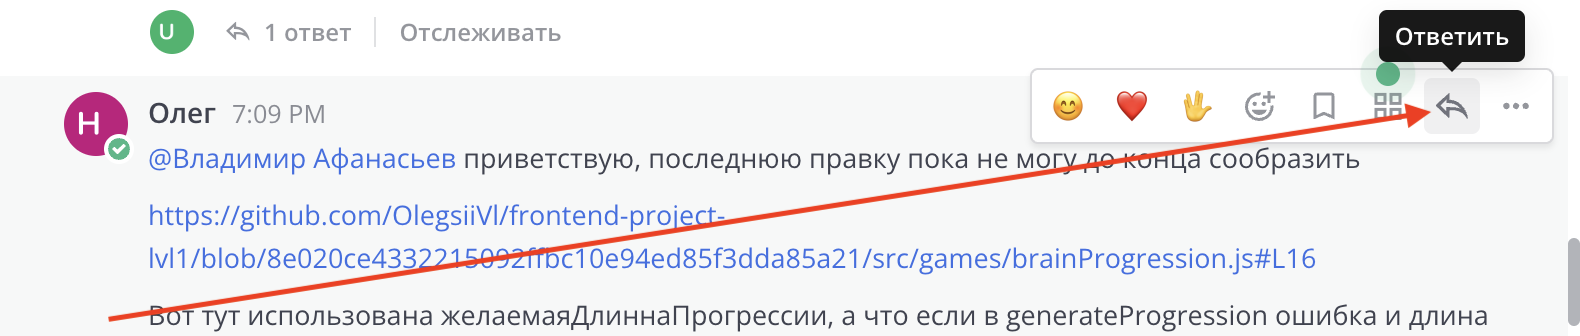 U 1 ответ Отслеживать
Ответить
H Олег 7:09 PM
@Владимир Афанасьев приветствую, последнюю правку пока не могу до конца сообразить
https://github.com/OlegsiiVl/frontend-project-
lvl1/blob/8e020ce4332215092ffbc10e94ed85f3dda85a21/src/games/brainProgression.js#L16
Вот тут использована желаемаяДлиннаПрогрессии, а что если в generateProgression ошибка и длина